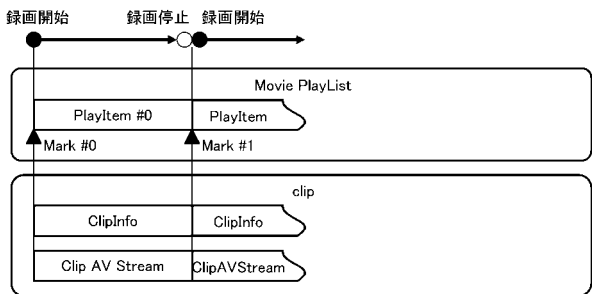 録画開始 録画停止 録画開始
Movie PlayList
PlayItem #0 PlayItem
Mark #0 Mark #1
clip
ClipInfo ClipInfo
Clip AV Stream ClipAVStream